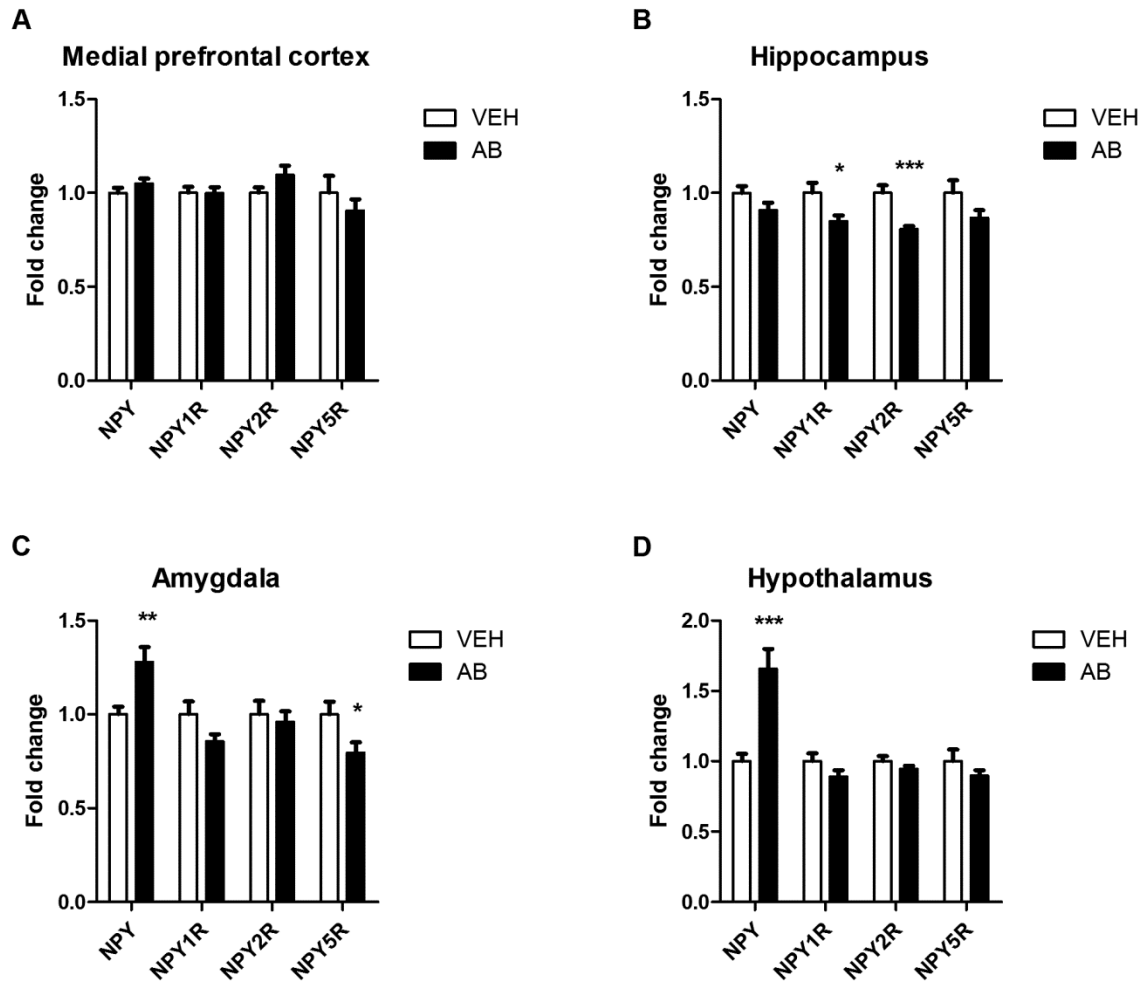 A
Medial prefrontal cortex
Fold change
1.5
1.0
0.5
0.0
NPY
NPY1R
NPY2R
NPY5R
VEH
AB
B
Hippocampus
Fold change
1.5
1.0
0.5
0.0
*
***
NPY
NPY1R
NPY2R
NPY5R
VEH
AB
C
Amygdala
Fold change
1.5
1.0
0.5
0.0
**
*
NPY
NPY1R
NPY2R
NPY5R
VEH
AB
D
Hypothalamus
Fold change
2.0
1.5
1.0
0.5
0.0
***
NPY
NPY1R
NPY2R
NPY5R
VEH
AB